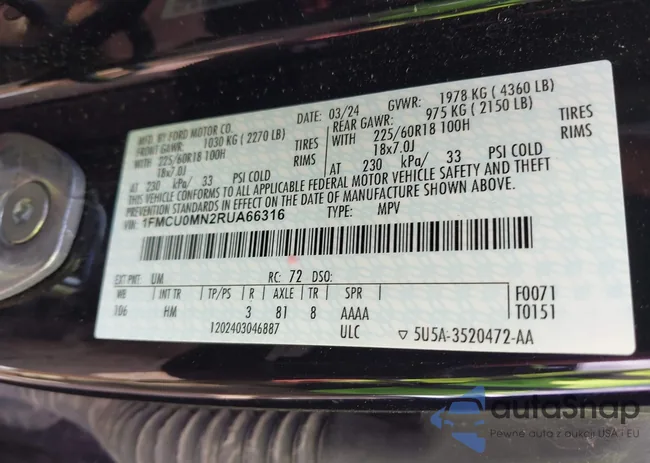 MFD. BY FORD MOTOR CO. DATE: 03/24 GVWR: 1978 KG ( 4360 LB)
FRONT GAWR: 1030 KG ( 2270 LB) REAR GAWR: 975 KG ( 2150 LB)
WITH 225/60R18 100H TIRES WITH 225/60R18 100H TIRES
18x7.0J RIMS 18x7.0J RIMS
AT 230 kPa/ 33 PSI COLD AT 230 kPa/ 33 PSI COLD
THIS VEHICLE CONFORMS TO ALL APPLICABLE FEDERAL MOTOR VEHICLE SAFETY AND THEFT
PREVENTION STANDARDS IN EFFECT ON THE DATE OF MANUFACTURE SHOWN ABOVE.
VIN: 1FMCU0MN2RUA66316 TYPE: MPV
EXT PNT: UM RC: 72 DSO:
WB INT TR TP/PS R AXLE TR SPR F0071
106 HM 3 81 8 AAAA T0151
1202403046887 ULC ▽ 5U5A-3520472-AA
autaSnap
Pewne auta z aukcji USA i EU